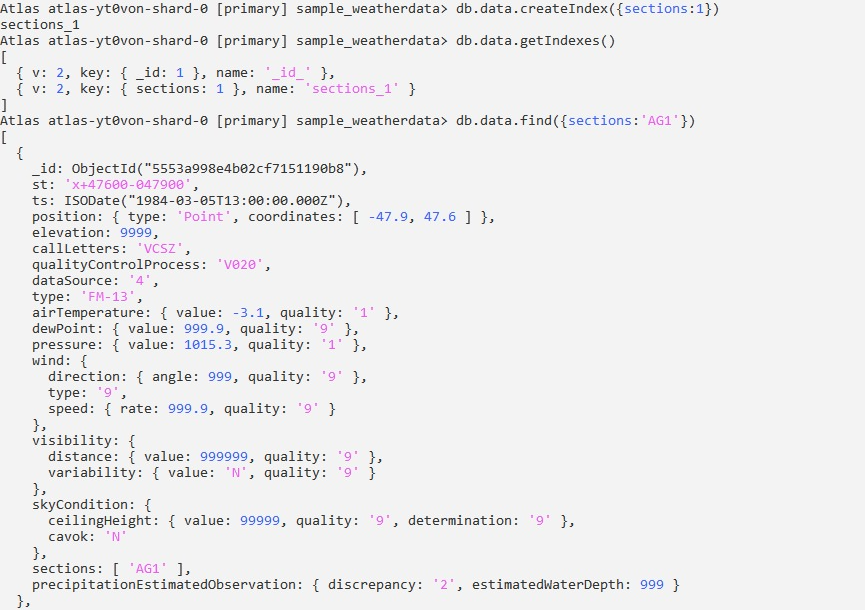 Atlas atlas-yt0von-shard-0 [primary] sample_weatherdata> db.data.createIndex({sections:1})
sections_1
Atlas atlas-yt0von-shard-0 [primary] sample_weatherdata> db.data.getIndexes()
[
  { v: 2, key: { _id: 1 }, name: '_id_' },
  { v: 2, key: { sections: 1 }, name: 'sections_1' }
]
Atlas atlas-yt0von-shard-0 [primary] sample_weatherdata> db.data.find({sections:'AG1'})
[
  {
    _id: ObjectId("5553a998e4b02cf7151190b8"),
    st: 'x+47600-047900',
    ts: ISODate("1984-03-05T13:00:00.000Z"),
    position: { type: 'Point', coordinates: [ -47.9, 47.6 ] },
    elevation: 9999,
    callLetters: 'VCSZ',
    qualityControlProcess: 'V020',
    dataSource: '4',
    type: 'FM-13',
    airTemperature: { value: -3.1, quality: '1' },
    dewPoint: { value: 999.9, quality: '9' },
    pressure: { value: 1015.3, quality: '1' },
    wind: {
      direction: { angle: 999, quality: '9' },
      type: '9',
      speed: { rate: 999.9, quality: '9' }
    },
    visibility: {
      distance: { value: 999999, quality: '9' },
      variability: { value: 'N', quality: '9' }
    },
    skyCondition: {
      ceilingHeight: { value: 99999, quality: '9', determination: '9' },
      cavok: 'N'
    },
    sections: [ 'AG1' ],
    precipitationEstimatedObservation: { discrepancy: '2', estimatedWaterDepth: 999 }
  },